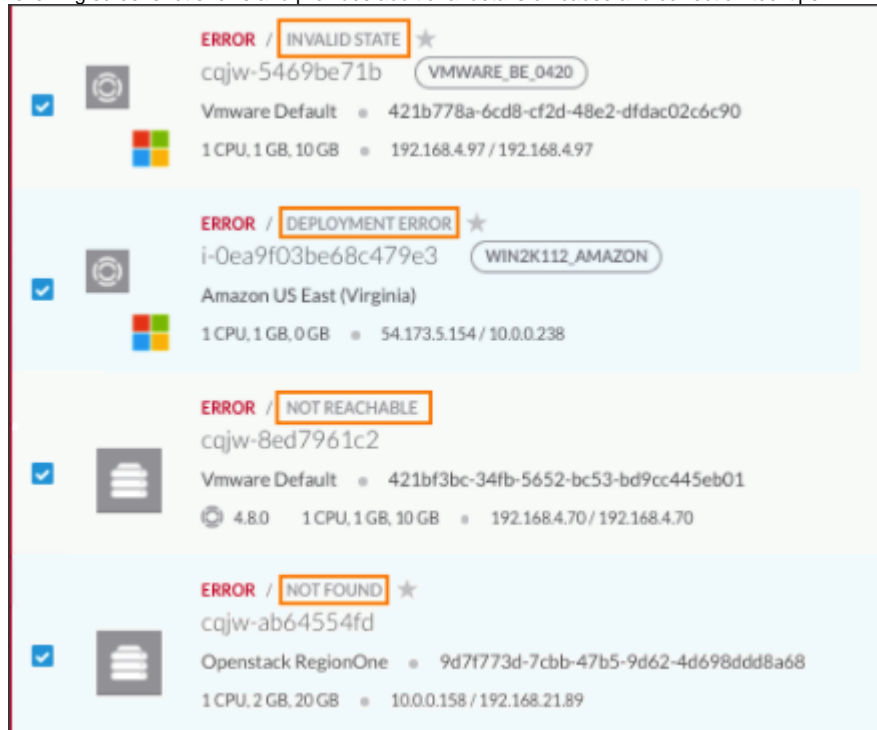 ERROR / INVALID STATE
cqjw-5469be71b VMWARE_BE_0420
Vmware Default • 421b778a-6cd8-cf2d-48e2-dfdac02c6c90
1 CPU, 1 GB, 10 GB • 192.168.4.97 / 192.168.4.97
ERROR / DEPLOYMENT ERROR
i-0ea9f03be68c479e3 WIN2K112_AMAZON
Amazon US East (Virginia)
1 CPU, 1 GB, 0 GB • 54.173.5.154 / 10.0.0.238
ERROR / NOT REACHABLE
cqjw-8ed7961c2
Vmware Default • 421bf3bc-34fb-5652-bc53-bd9cc445eb01
4.8.0 1 CPU, 1 GB, 10 GB • 192.168.4.70 / 192.168.4.70
ERROR / NOT FOUND
cqjw-ab64554fd
Openstack RegionOne • 9d7f773d-7cbb-47b5-9d62-4d698ddd8a68
1 CPU, 2 GB, 20 GB • 10.0.0.158 / 192.168.21.89